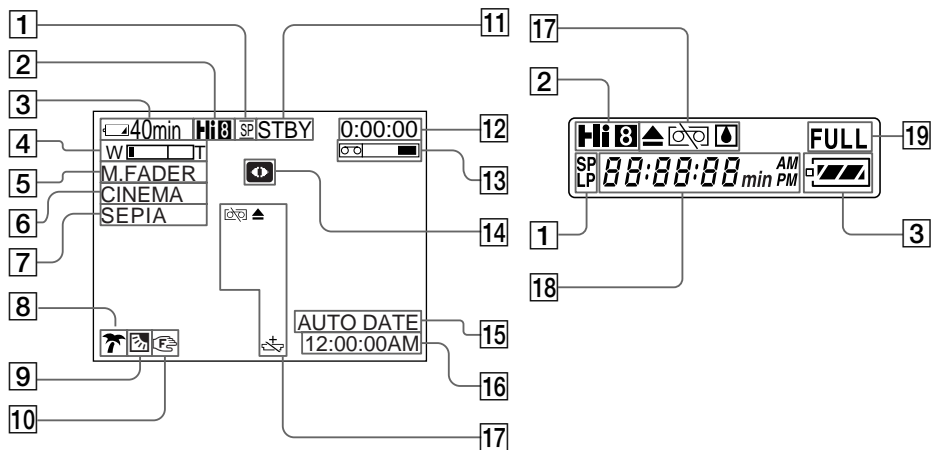 1
2
3
4
5
6
7
8
9
10
11
12
13
14
15
16
17
40min Hi8 SP STBY 0:00:00
W T
M.FADER
CINEMA
SEPIA
F
AUTO DATE
12:00:00AM
17
2
Hi8
FULL
19
SP
LP
88:88:88 min
AM
PM
1
18
3